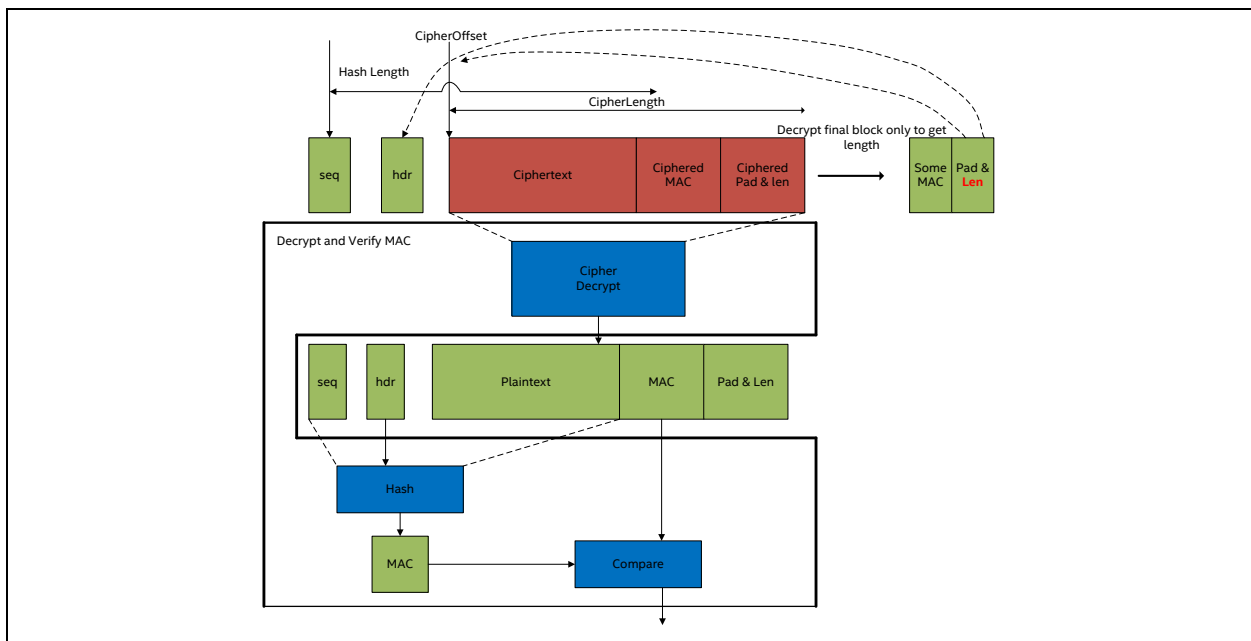 CipherOffset
Hash Length
CipherLength
Decrypt final block only to get
length
seq
hdr
Ciphertext
Ciphered
MAC
Ciphered
Pad & len
Some
MAC
Pad &
Len
Decrypt and Verify MAC
Cipher
Decrypt
seq
hdr
Plaintext
MAC
Pad & Len
Hash
MAC
Compare